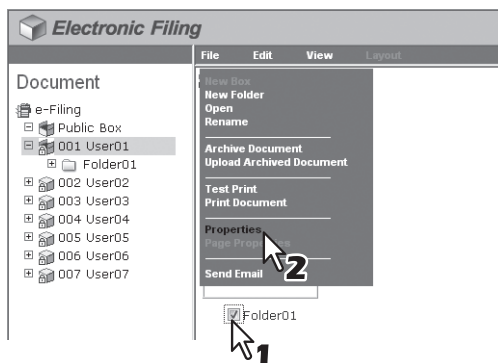 Electronic Filing
File Edit View Layout
Document
e-Filing
Public Box
001 User01
Folder01
002 User02
003 User03
004 User04
005 User05
006 User06
007 User07
New Box
New Folder
Open
Rename
Archive Document
Upload Archived Document
Test Print
Print Document
Properties
Page Properties
Send Email
2
Folder01
1